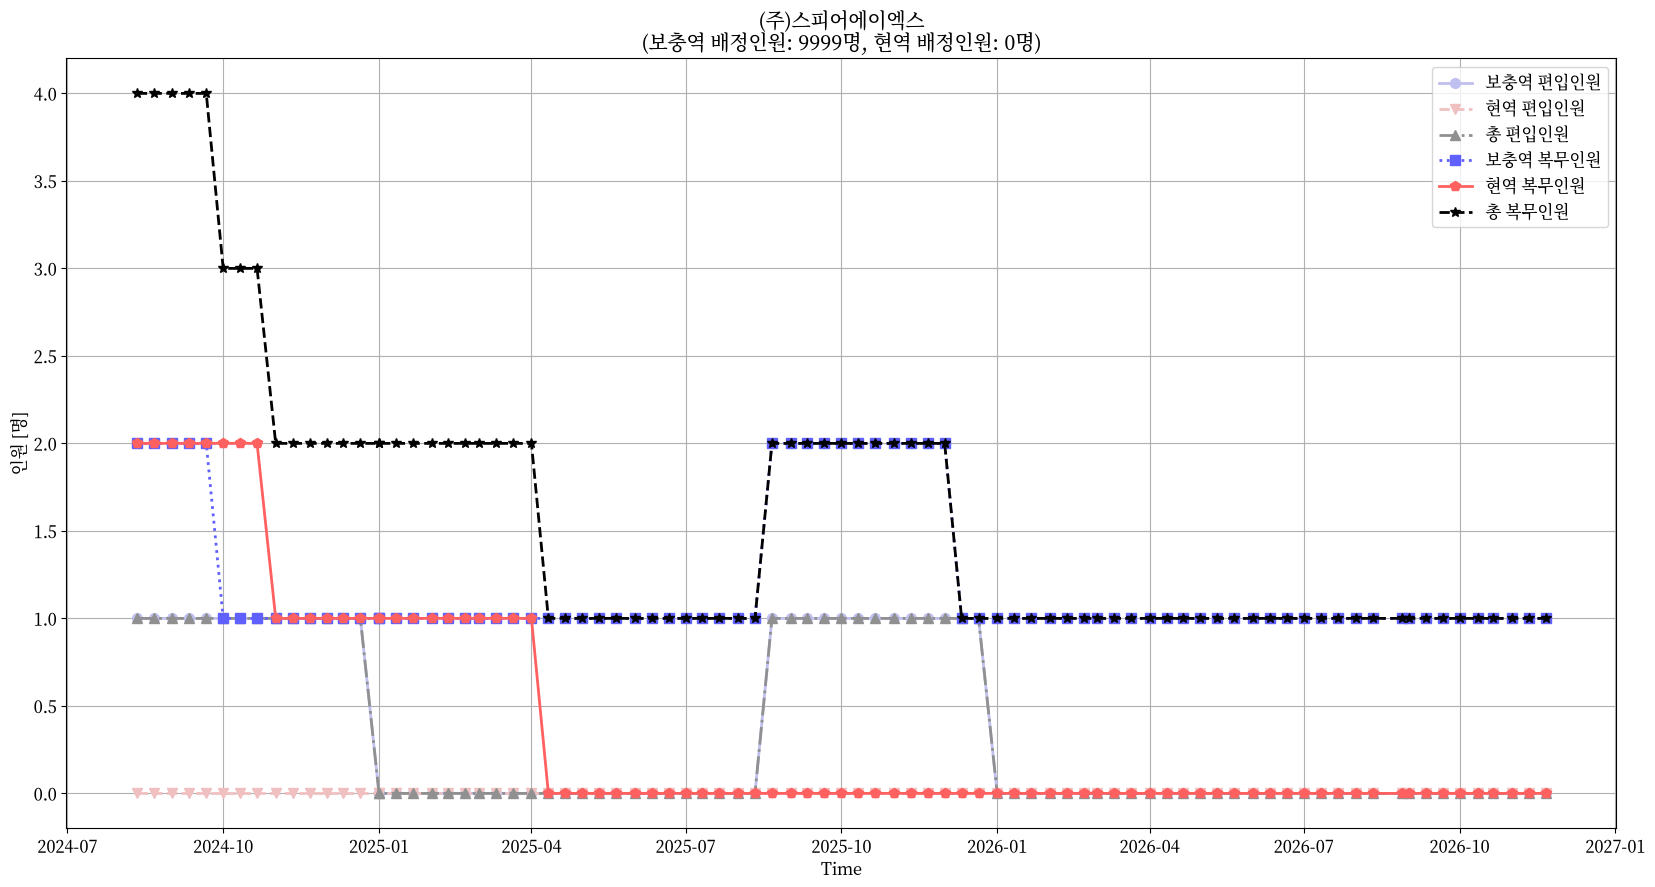 (주)스피어에이엑스
(보충역 배정인원: 9999명, 현역 배정인원: 0명)
보충역 편입인원
현역 편입인원
총 편입인원
보충역 복무인원
현역 복무인원
총 복무인원
인원 [명]
4.0
3.5
3.0
2.5
2.0
1.5
1.0
0.5
0.0
2024-07
2024-10
2025-01
2025-04
2025-07
2025-10
2026-01
2026-04
2026-07
2026-10
2027-01
Time